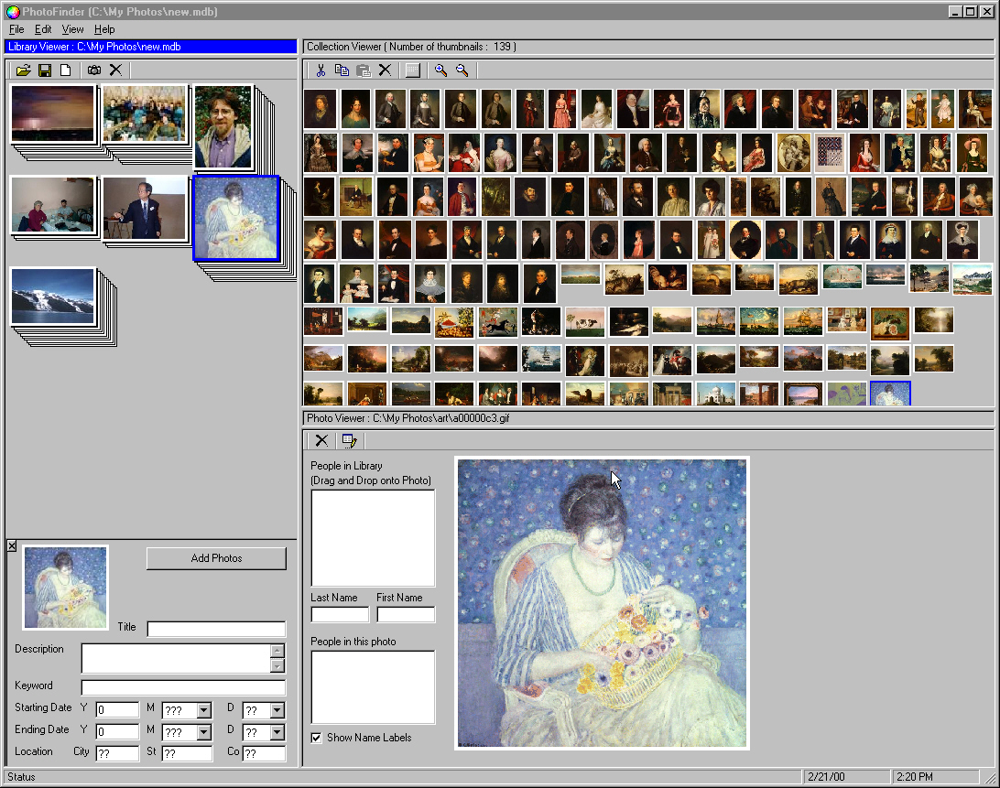 PhotoFinder [C:\My Photos\new.mdb]
File Edit View Help
Library Viewer : C:\My Photos\new.mdb
Collection Viewer ( Number of thumbnails : 139 )
Photo Viewer : C:\My Photos\art\a00000c3.gif
People in Library
(Drag and Drop onto Photo)
Last Name First Name
People in this photo
Show Name Labels
Add Photos
Title
Description
Keyword
Starting Date Y 0 M ??? D ??
Ending Date Y 0 M ??? D ??
Location City ?? St ?? Co ??
Status 2/21/00 2:20 PM